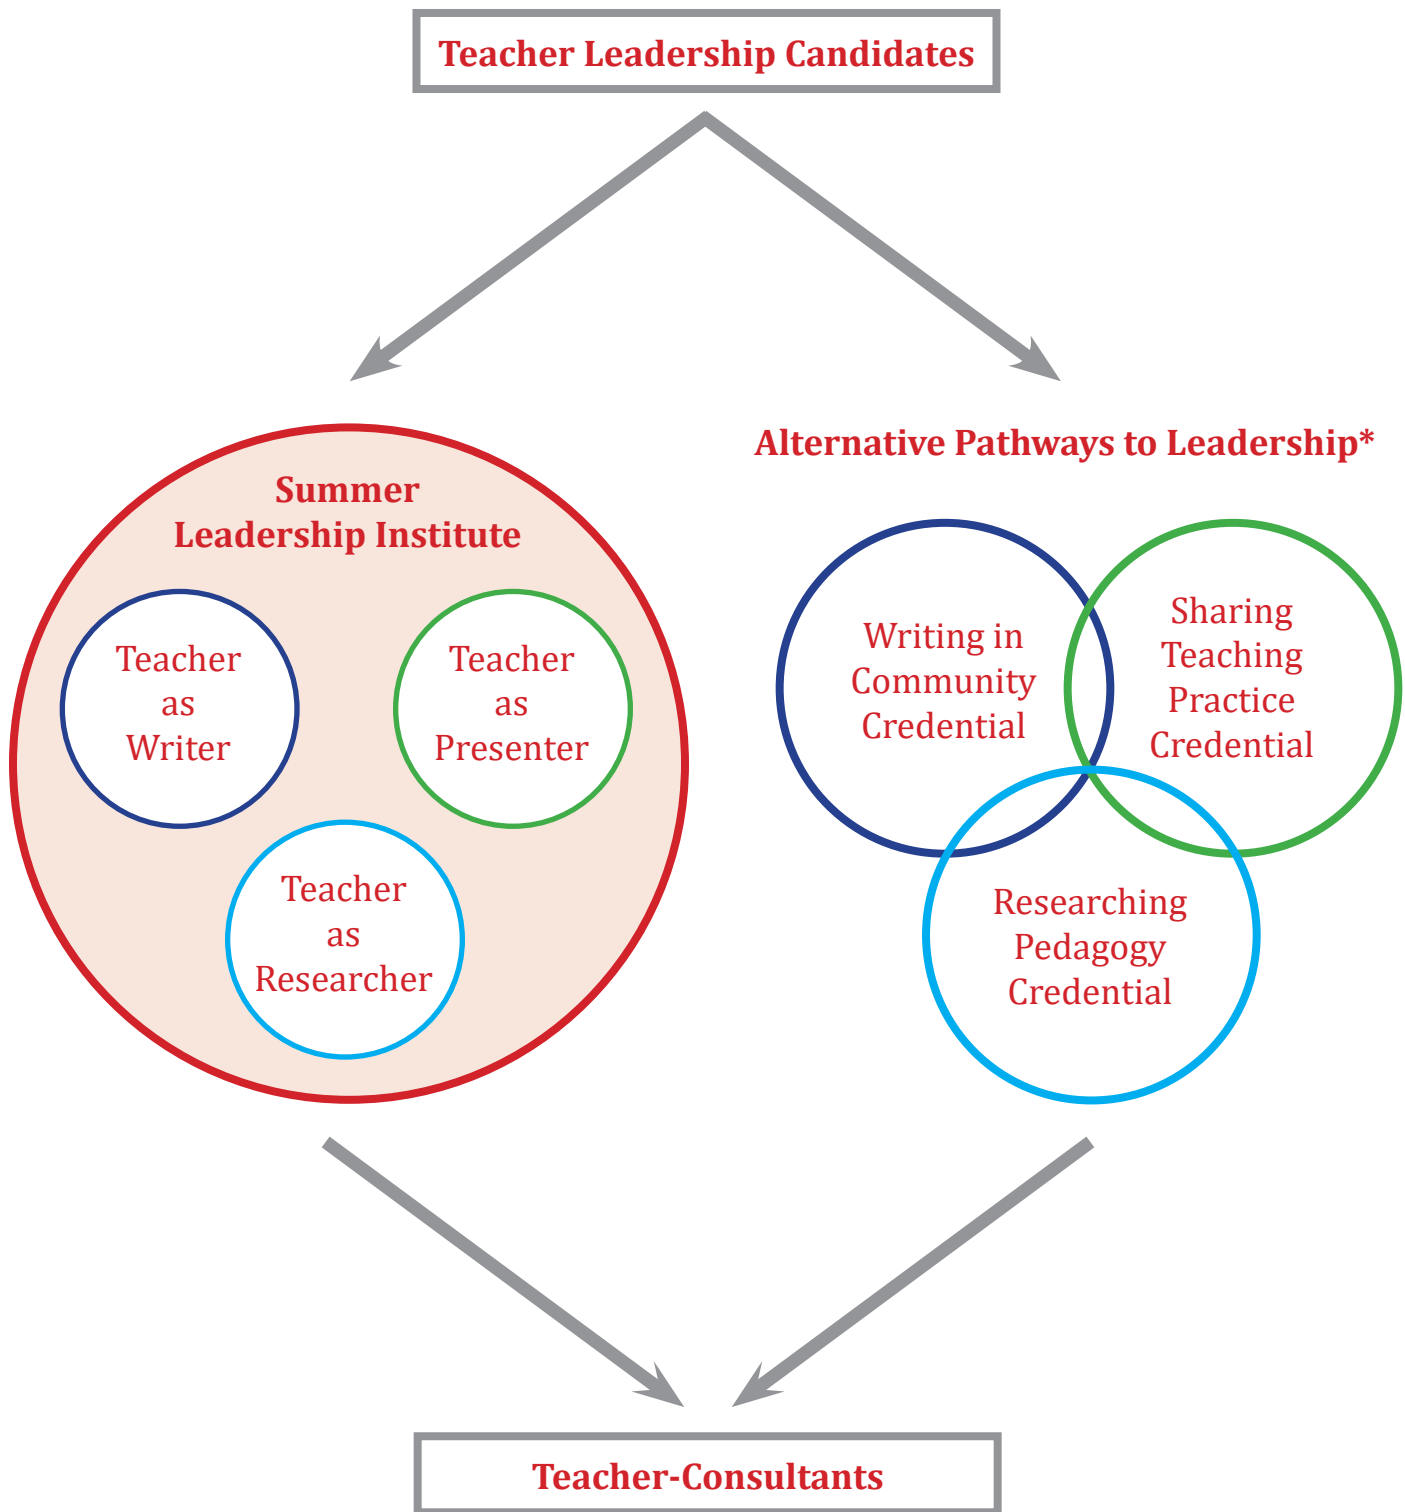 Teacher Leadership Candidates
Summer
Leadership Institute
Teacher
as
Writer
Teacher
as
Presenter
Teacher
as
Researcher
Alternative Pathways to Leadership*
Writing in
Community
Credential
Sharing
Teaching
Practice
Credential
Researching
Pedagogy
Credential
Teacher-Consultants